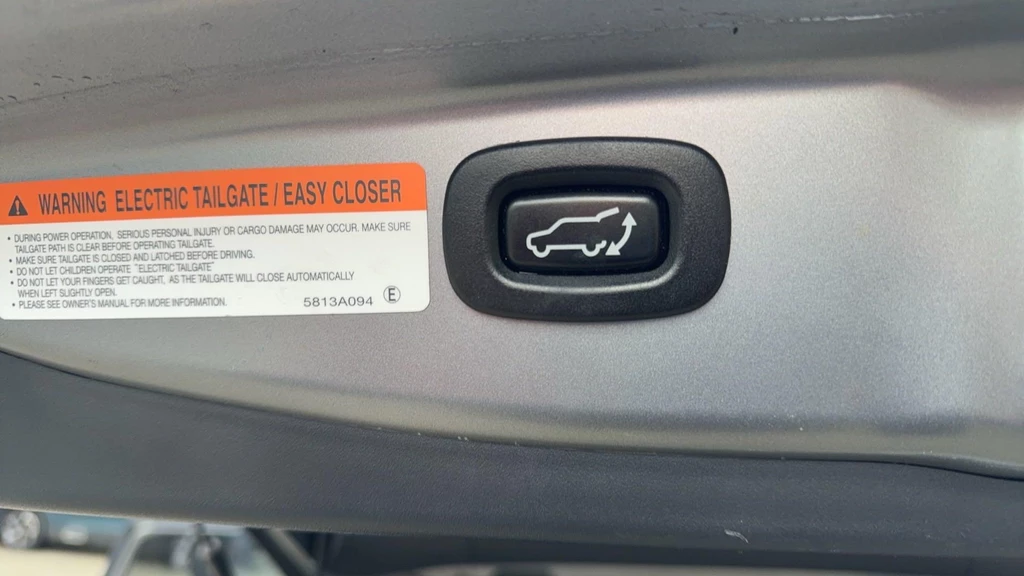 WARNING ELECTRIC TAILGATE / EASY CLOSER
• DURING POWER OPERATION, SERIOUS PERSONAL INJURY OR CARGO DAMAGE MAY OCCUR. MAKE SURE
TAILGATE PATH IS CLEAR BEFORE OPERATING TAILGATE.
• MAKE SURE TAILGATE IS CLOSED AND LATCHED BEFORE DRIVING.
• DO NOT LET CHILDREN OPERATE "ELECTRIC TAILGATE"
• DO NOT LET YOUR FINGERS GET CAUGHT, AS THE TAILGATE WILL CLOSE AUTOMATICALLY
WHEN LEFT SLIGHTLY OPEN.
• PLEASE SEE OWNER'S MANUAL FOR MORE INFORMATION.
5813A094 Ⓔ